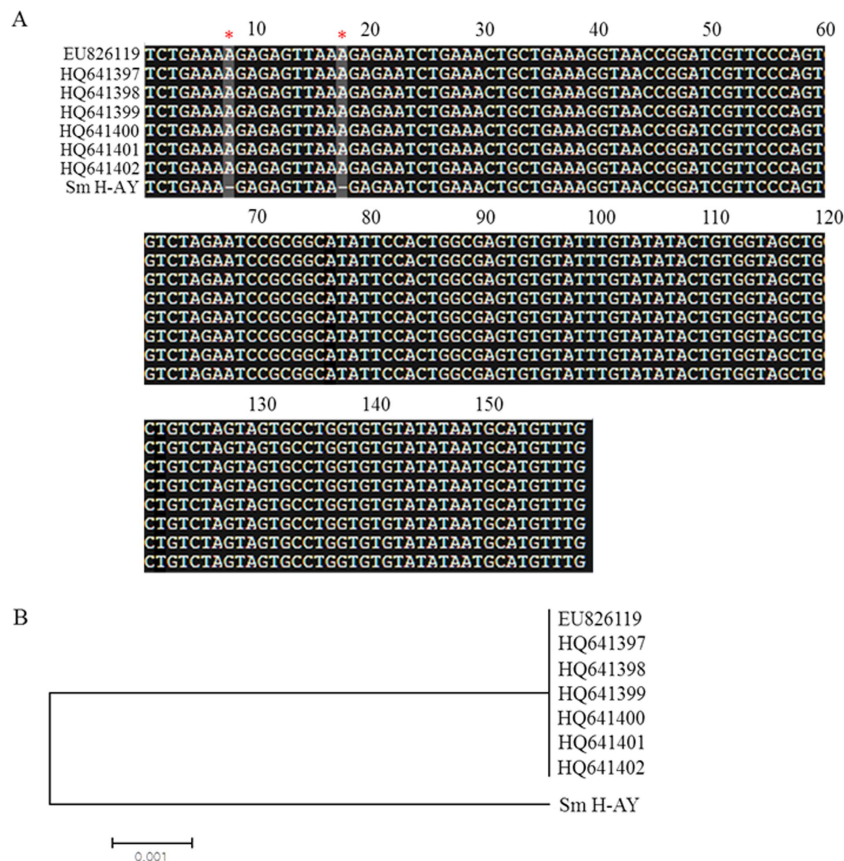 A
* *
10 20 30 40 50 60
EU826119 TCTGAAAAGAGAGTTAAAGAGAATCTGAAACTGCTGAAAGGTAACCGGATCGTTCCCAGT
HQ641397 TCTGAAAAGAGAGTTAAAGAGAATCTGAAACTGCTGAAAGGTAACCGGATCGTTCCCAGT
HQ641398 TCTGAAAAGAGAGTTAAAGAGAATCTGAAACTGCTGAAAGGTAACCGGATCGTTCCCAGT
HQ641399 TCTGAAAAGAGAGTTAAAGAGAATCTGAAACTGCTGAAAGGTAACCGGATCGTTCCCAGT
HQ641400 TCTGAAAAGAGAGTTAAAGAGAATCTGAAACTGCTGAAAGGTAACCGGATCGTTCCCAGT
HQ641401 TCTGAAAAGAGAGTTAAAGAGAATCTGAAACTGCTGAAAGGTAACCGGATCGTTCCCAGT
HQ641402 TCTGAAAAGAGAGTTAAAGAGAATCTGAAACTGCTGAAAGGTAACCGGATCGTTCCCAGT
Sm H-AY TCTGAAA-GAGAGTTAA-GAGAATCTGAAACTGCTGAAAGGTAACCGGATCGTTCCCAGT
70 80 90 100 110 120
GTCTAGAATCCGCGGCATATTCCACTGGCGAGTGTGTATTTGTATATACTGTGGTAGCTG
GTCTAGAATCCGCGGCATATTCCACTGGCGAGTGTGTATTTGTATATACTGTGGTAGCTG
GTCTAGAATCCGCGGCATATTCCACTGGCGAGTGTGTATTTGTATATACTGTGGTAGCTG
GTCTAGAATCCGCGGCATATTCCACTGGCGAGTGTGTATTTGTATATACTGTGGTAGCTG
GTCTAGAATCCGCGGCATATTCCACTGGCGAGTGTGTATTTGTATATACTGTGGTAGCTG
GTCTAGAATCCGCGGCATATTCCACTGGCGAGTGTGTATTTGTATATACTGTGGTAGCTG
GTCTAGAATCCGCGGCATATTCCACTGGCGAGTGTGTATTTGTATATACTGTGGTAGCTG
GTCTAGAATCCGCGGCATATTCCACTGGCGAGTGTGTATTTGTATATACTGTGGTAGCTG
130 140 150
CTGTCTAGTAGTGCCTGGTGTGTATATAATGCATGTTTG
CTGTCTAGTAGTGCCTGGTGTGTATATAATGCATGTTTG
CTGTCTAGTAGTGCCTGGTGTGTATATAATGCATGTTTG
CTGTCTAGTAGTGCCTGGTGTGTATATAATGCATGTTTG
CTGTCTAGTAGTGCCTGGTGTGTATATAATGCATGTTTG
CTGTCTAGTAGTGCCTGGTGTGTATATAATGCATGTTTG
CTGTCTAGTAGTGCCTGGTGTGTATATAATGCATGTTTG
CTGTCTAGTAGTGCCTGGTGTGTATATAATGCATGTTTG
B
EU826119
HQ641397
HQ641398
HQ641399
HQ641400
HQ641401
HQ641402
Sm H-AY
0.001